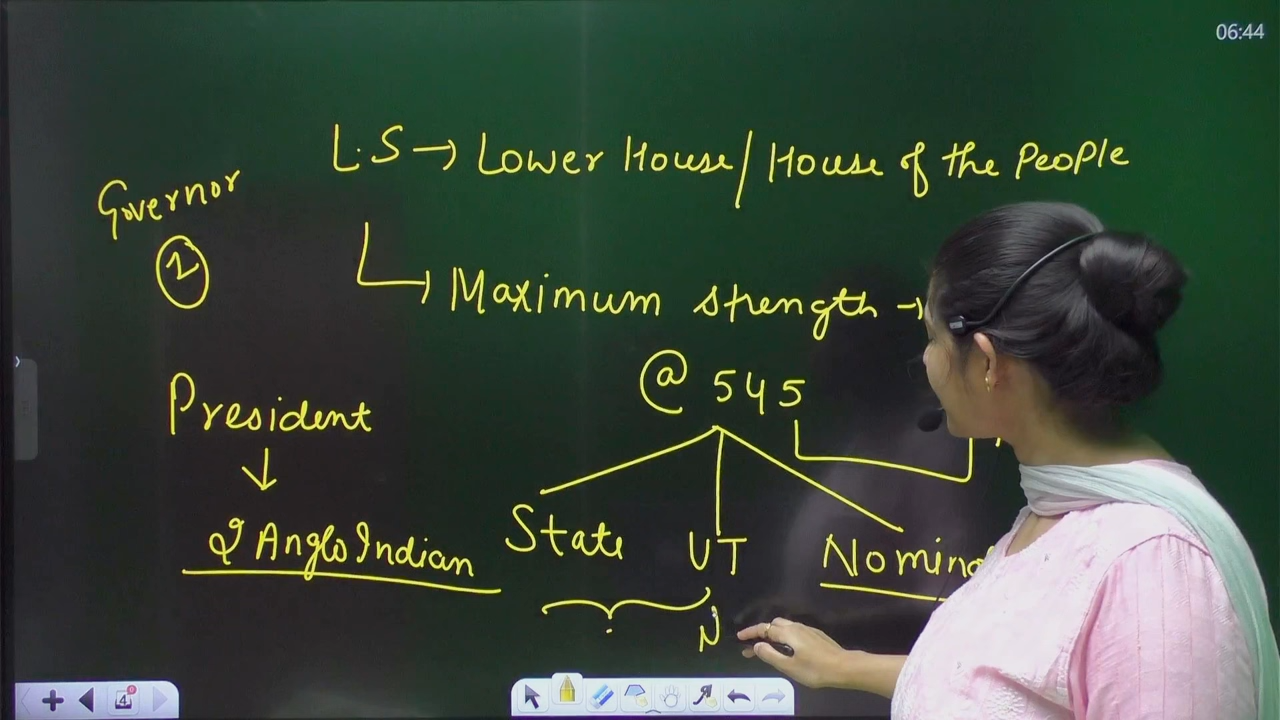 06:44
L.S → Lower House/House of the People
Governor
Maximum strength →
@ 545
President
↓
2 Anglo Indian
State UT Nomina
N
4